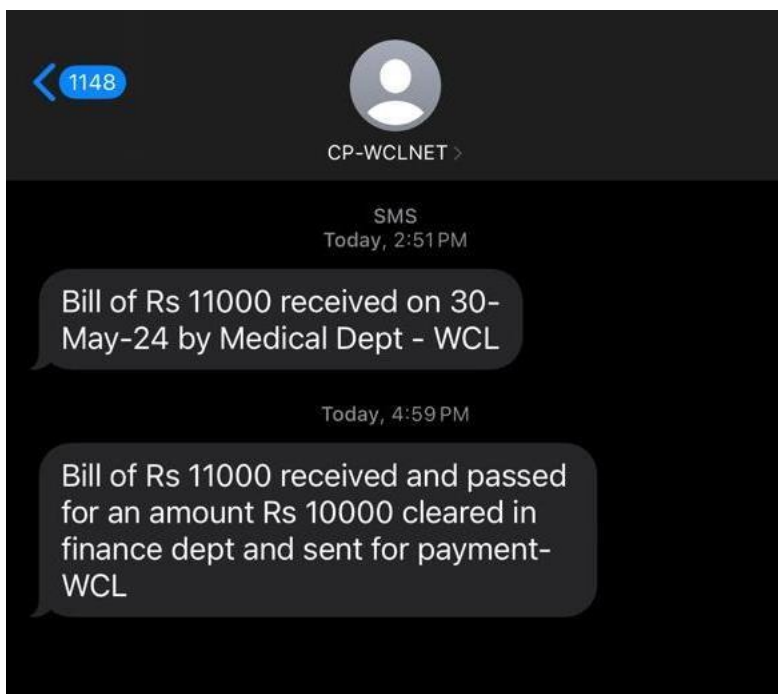 1148
CP-WCLNET >
SMS
Today, 2:51 PM
Bill of Rs 11000 received on 30-
May-24 by Medical Dept - WCL
Today, 4:59 PM
Bill of Rs 11000 received and passed
for an amount Rs 10000 cleared in
finance dept and sent for payment-
WCL